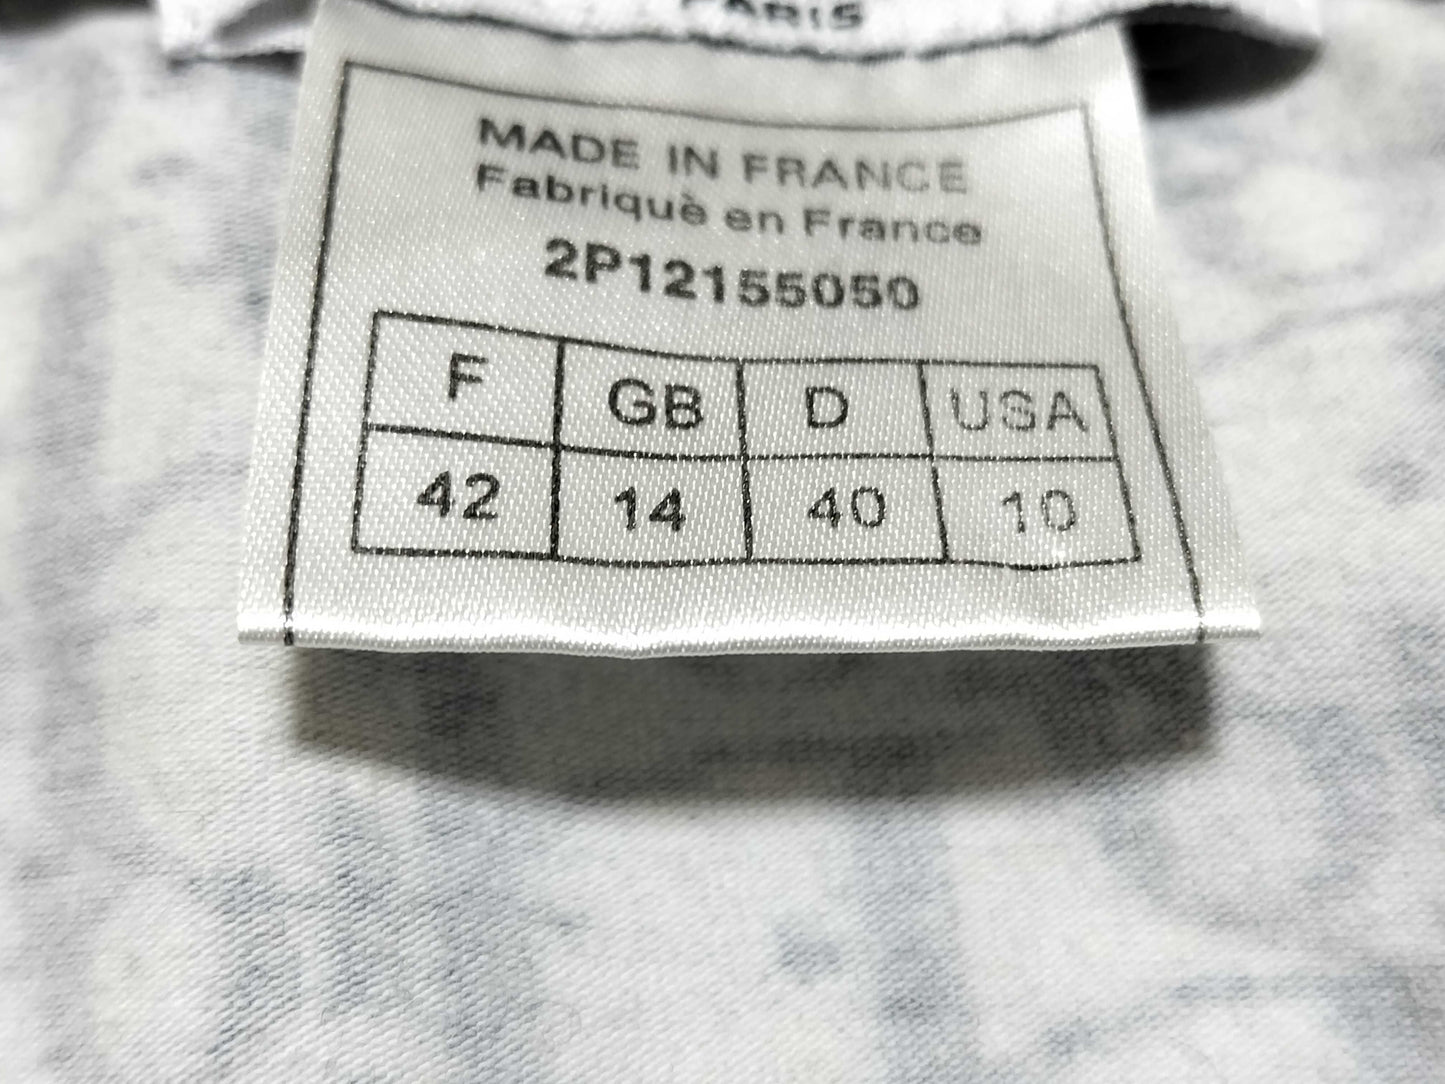 PARIS
MADE IN FRANCE
Fabriquè en France
2P12155050
F GB D USA
42 14 40 10